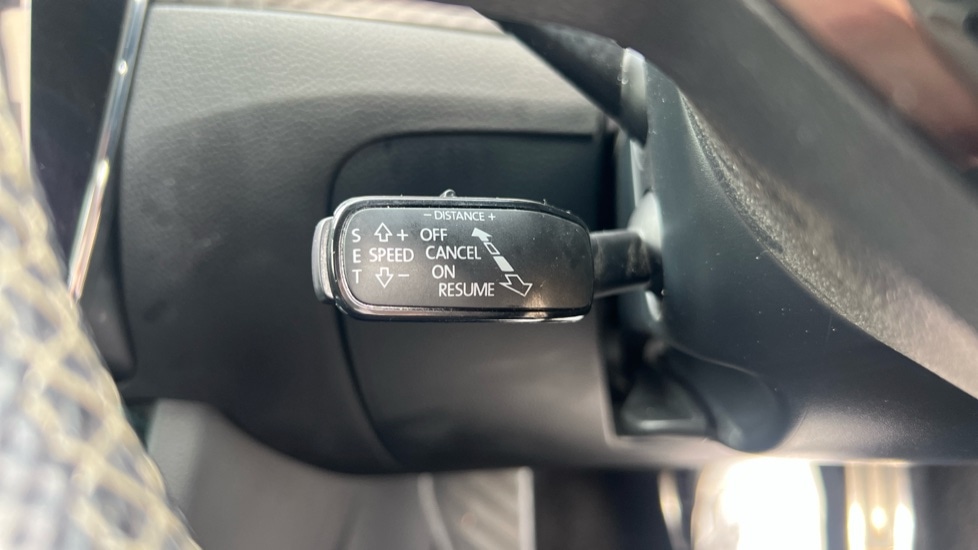 − DISTANCE +
S + OFF
E SPEED CANCEL
T − ON
RESUME